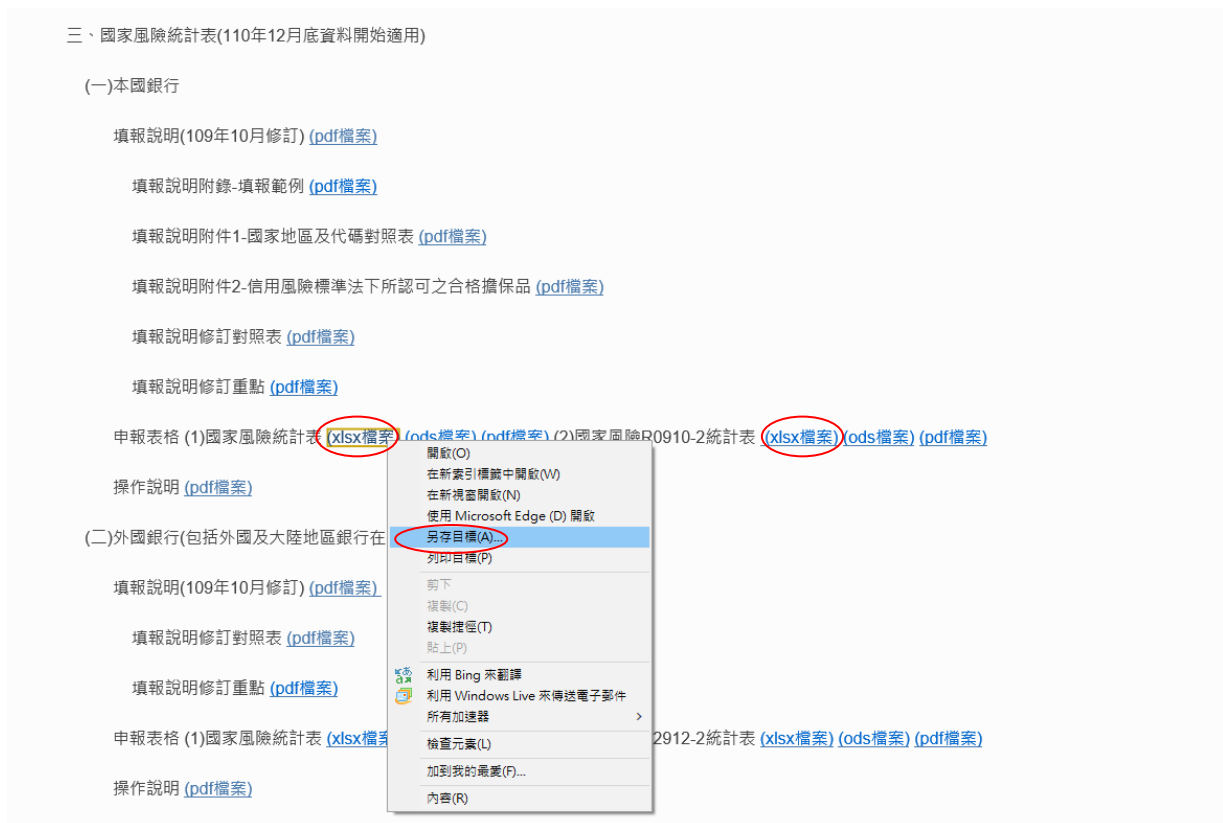 三、國家風險統計表(110年12月底資料開始適用)
(一)本國銀行
填報說明(109年10月修訂) (pdf檔案)
填報說明附錄-填報範例 (pdf檔案)
填報說明附件1-國家地區及代碼對照表 (pdf檔案)
填報說明附件2-信用風險標準法下所認可之合格擔保品 (pdf檔案)
填報說明修訂對照表 (pdf檔案)
填報說明修訂重點 (pdf檔案)
申報表格 (1)國家風險統計表 (xlsx檔案) (ods檔案) (pdf檔案) (2)國家風險R0910-2統計表 (xlsx檔案) (ods檔案) (pdf檔案)
開啟(O)
在新索引標籤中開啟(W)
在新視窗開啟(N)
使用 Microsoft Edge (D) 開啟
另存目標(A)...
列印目標(P)
剪下
複製(C)
複製捷徑(T)
貼上(P)
利用 Bing 來翻譯
利用 Windows Live 來傳送電子郵件
所有加速器
檢查元素(L)
加到我的最愛(F)...
內容(R)
操作說明 (pdf檔案)
(二)外國銀行(包括外國及大陸地區銀行在
填報說明(109年10月修訂) (pdf檔案)
填報說明修訂對照表 (pdf檔案)
填報說明修訂重點 (pdf檔案)
申報表格 (1)國家風險統計表 (xlsx檔案 2912-2統計表 (xlsx檔案) (ods檔案) (pdf檔案)
操作說明 (pdf檔案)